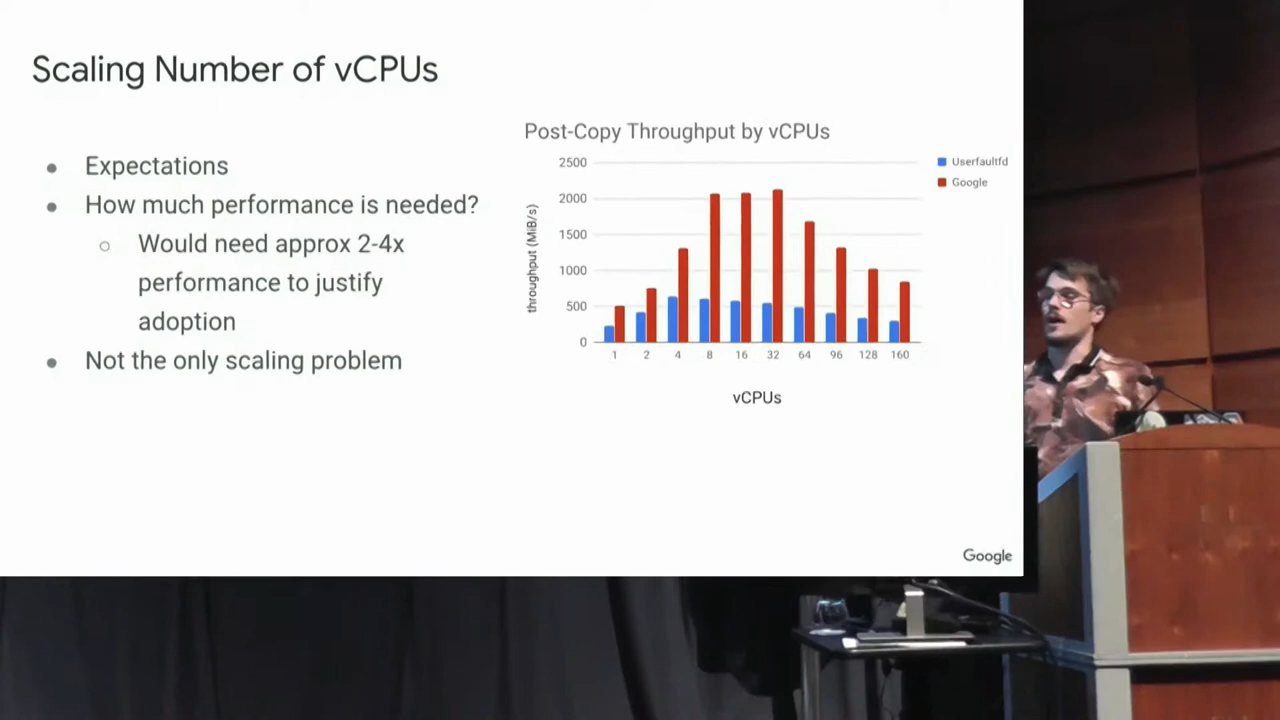 Scaling Number of vCPUs
Expectations
How much performance is needed?
Would need approx 2-4x
performance to justify
adoption
Not the only scaling problem
Post-Copy Throughput by vCPUs
throughput (MiB/s)
2500
2000
1500
1000
500
0
1 2 4 8 16 32 64 96 128 160
vCPUs
Userfaultfd
Google
Google